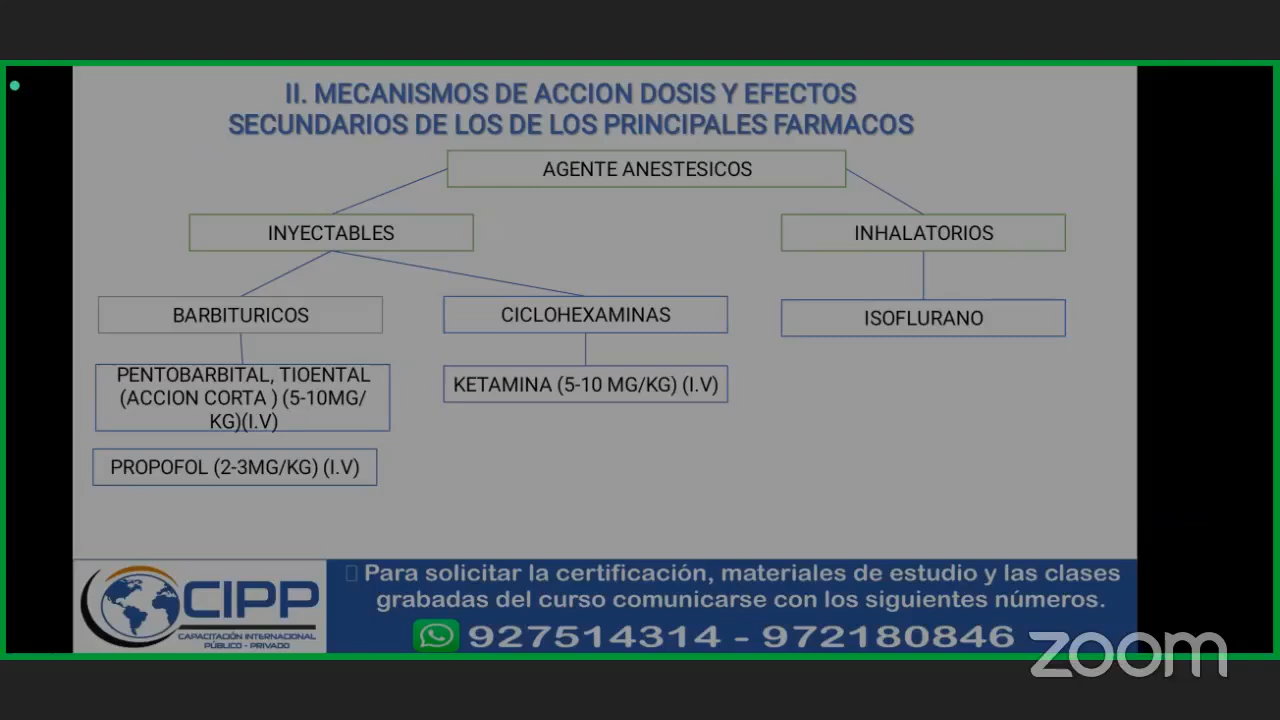 II. MECANISMOS DE ACCION DOSIS Y EFECTOS
SECUNDARIOS DE LOS DE LOS PRINCIPALES FARMACOS
AGENTE ANESTESICOS
INYECTABLES
INHALATORIOS
BARBITURICOS
CICLOHEXAMINAS
ISOFLURANO
PENTOBARBITAL, TIOENTAL
(ACCION CORTA ) (5-10MG/
KG)(I.V)
KETAMINA (5-10 MG/KG) (I.V)
PROPOFOL (2-3MG/KG) (I.V)
CIPP
CAPACITACIÓN INTERNACIONAL
PÚBLICO - PRIVADO
Para solicitar la certificación, materiales de estudio y las clases
grabadas del curso comunicarse con los siguientes números.
927514314 - 972180846
zoom